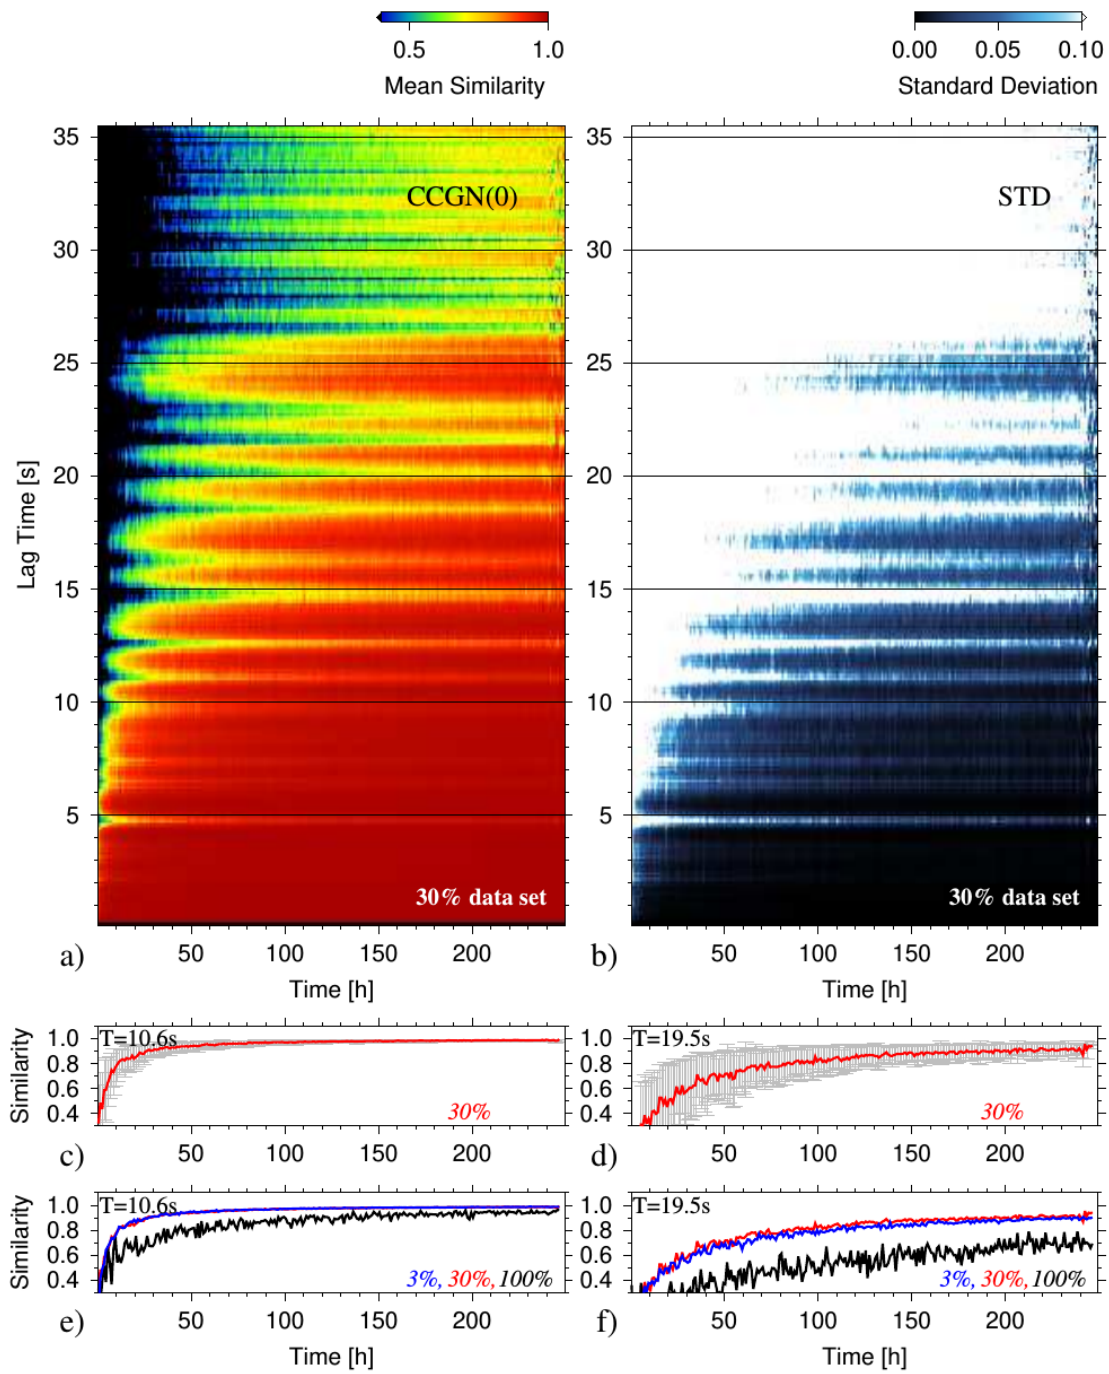 0.5 1.0
Mean Similarity
0.00 0.05 0.10
Standard Deviation
35
30
25
20
15
10
5
Lag Time [s]
CCGN(0)
30% data set
50 100 150 200
a)
Time [h]
35
30
25
20
15
10
5
STD
30% data set
50 100 150 200
b)
Time [h]
1.0
0.8
0.6
0.4
Similarity
T=10.6s
30%
50 100 150 200
c)
1.0
0.8
0.6
0.4
T=19.5s
30%
50 100 150 200
d)
1.0
0.8
0.6
0.4
Similarity
T=10.6s
3%, 30%, 100%
50 100 150 200
e)
Time [h]
1.0
0.8
0.6
0.4
T=19.5s
3%, 30%, 100%
50 100 150 200
f)
Time [h]